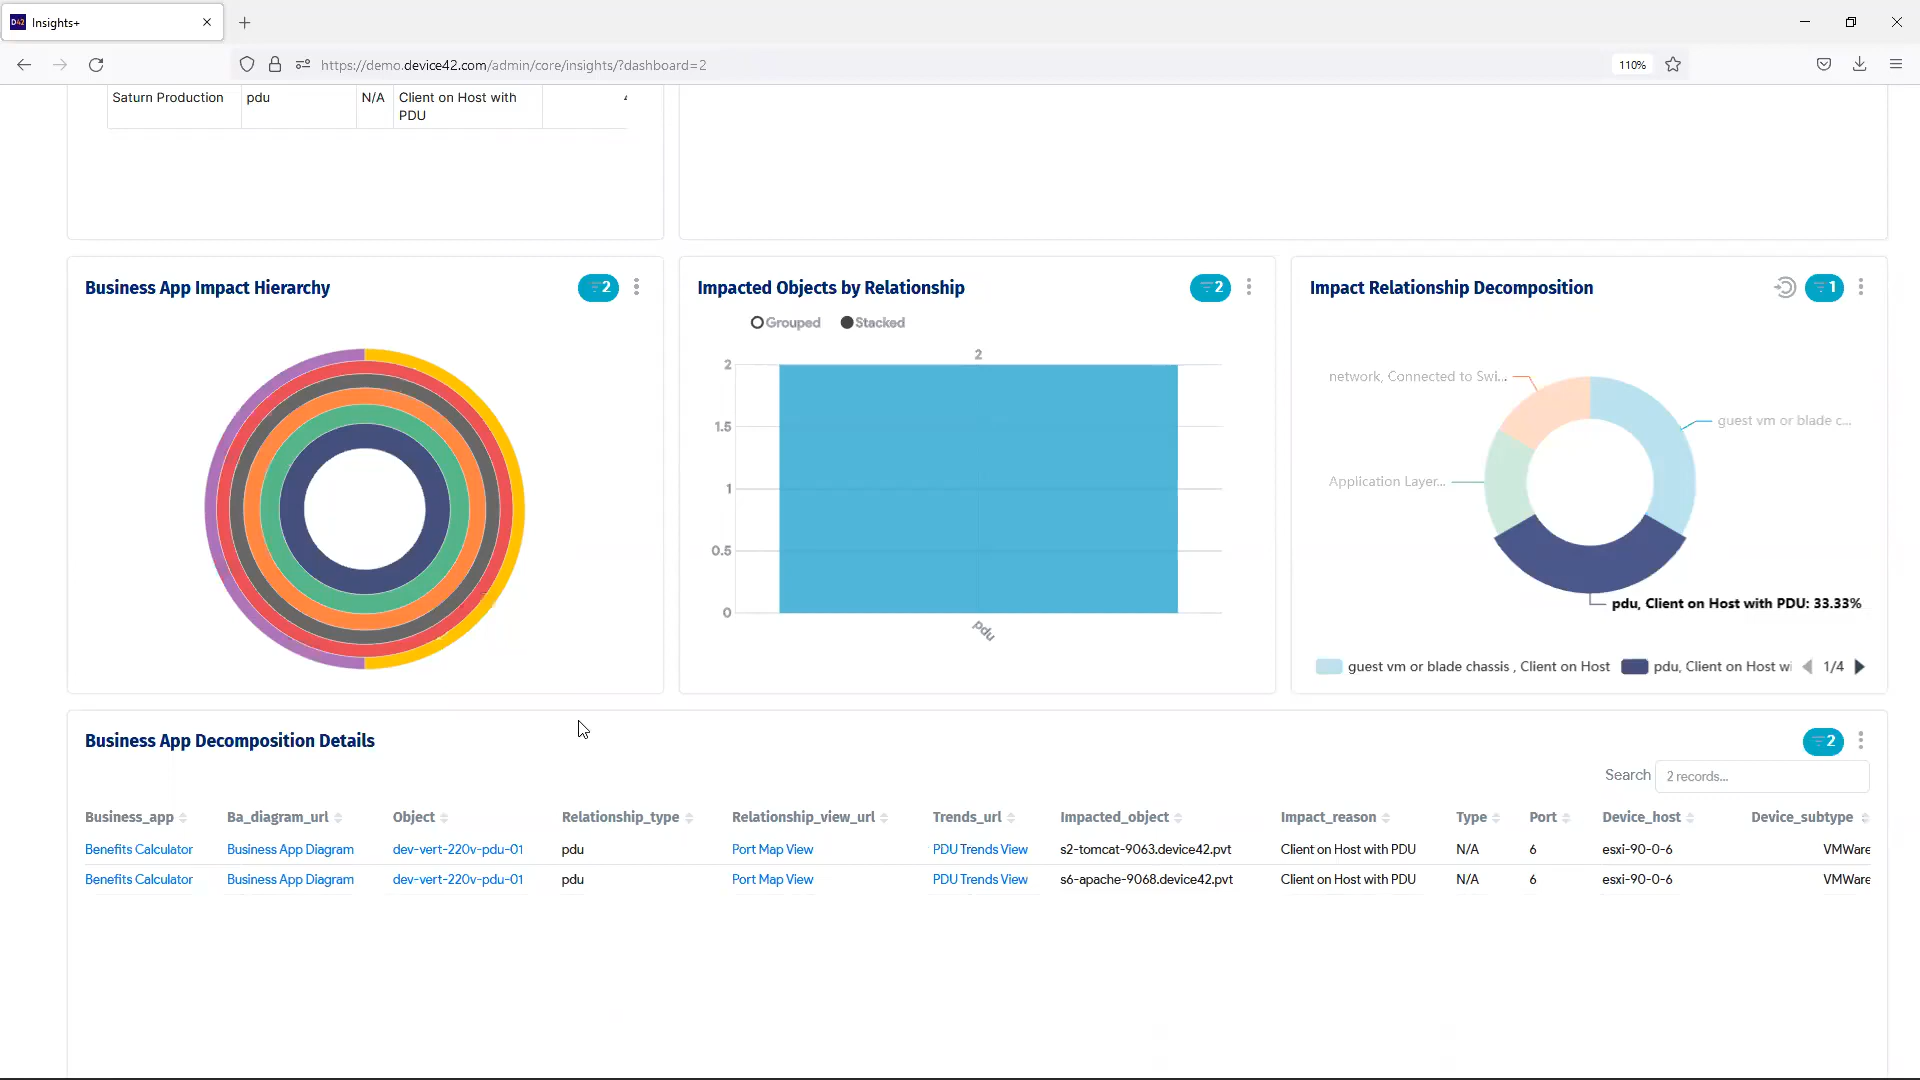 Insights+
https://demo.device42.com/admin/core/insights/?dashboard=2
110%
Saturn Production pdu N/A Client on Host with
PDU
Business App Impact Hierarchy 2
Impacted Objects by Relationship 2
Impact Relationship Decomposition 1
Grouped Stacked
2
2
1.5
1
0.5
0
pdu
network, Connected to Swi...
guest vm or blade c...
Application Layer...
pdu, Client on Host with PDU: 33.33%
guest vm or blade chassis , Client on Host pdu, Client on Host wi 1/4
Business App Decomposition Details 2
Search 2 records...
Business_app Ba_diagram_url Object Relationship_type Relationship_view_url Trends_url Impacted_object Impact_reason Type Port Device_host Device_subtype
Benefits Calculator Business App Diagram dev-vert-220v-pdu-01 pdu Port Map View PDU Trends View s2-tomcat-9063.device42.pvt Client on Host with PDU N/A 6 esxi-90-0-6 VMWare
Benefits Calculator Business App Diagram dev-vert-220v-pdu-01 pdu Port Map View PDU Trends View s6-apache-9068.device42.pvt Client on Host with PDU N/A 6 esxi-90-0-6 VMWare